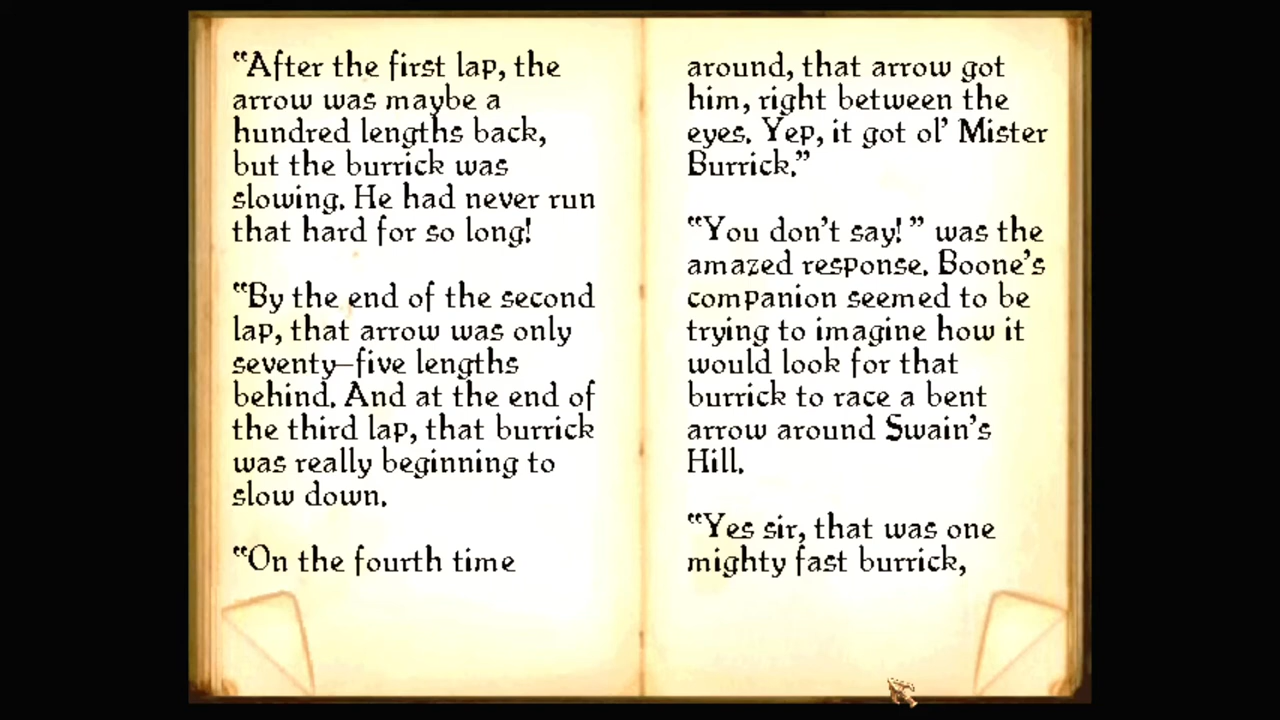 “After the first lap, the
arrow was maybe a
hundred lengths back,
but the burrick was
slowing. He had never run
that hard for so long!
“By the end of the second
lap, that arrow was only
seventy–five lengths
behind. And at the end of
the third lap, that burrick
was really beginning to
slow down.
“On the fourth time
around, that arrow got
him, right between the
eyes. Yep, it got ol’ Mister
Burrick.”
“You don’t say! ” was the
amazed response. Boone’s
companion seemed to be
trying to imagine how it
would look for that
burrick to race a bent
arrow around Swain’s
Hill.
“Yes sir, that was one
mighty fast burrick,